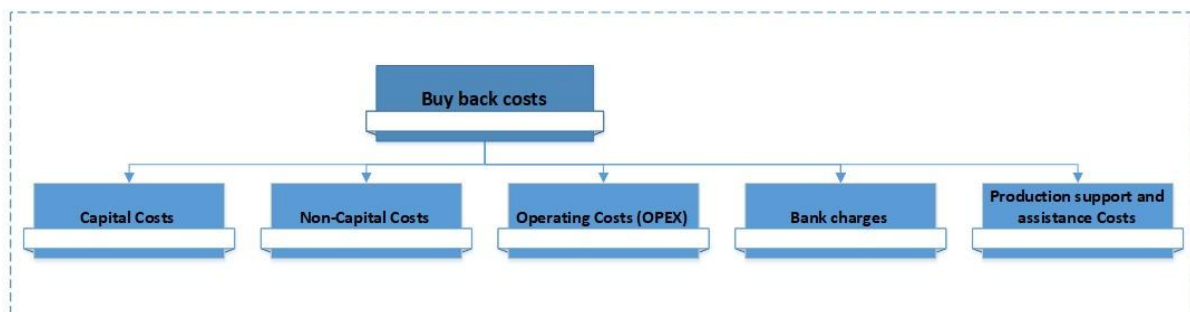 Buy back costs
Capital Costs
Non-Capital Costs
Operating Costs (OPEX)
Bank charges
Production support and
assistance Costs